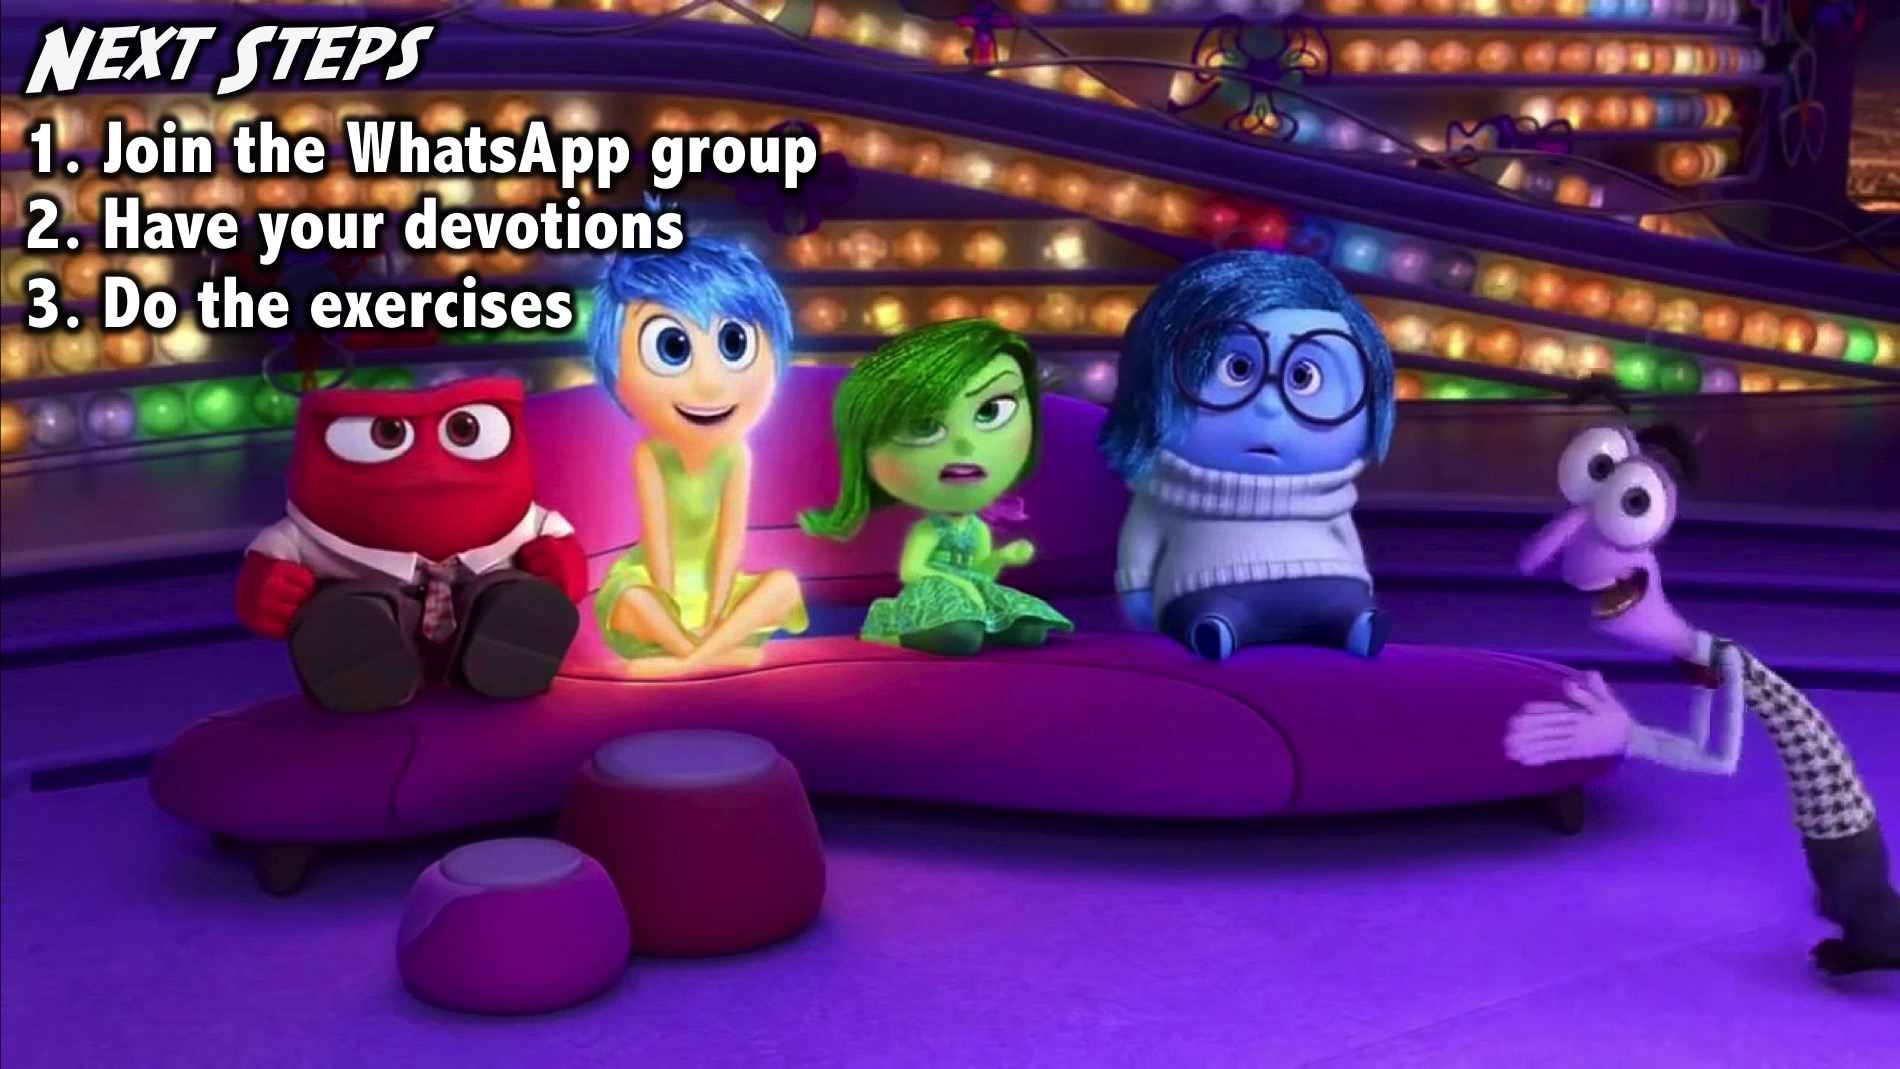 Next Steps
1. Join the WhatsApp group
2. Have your devotions
3. Do the exercises